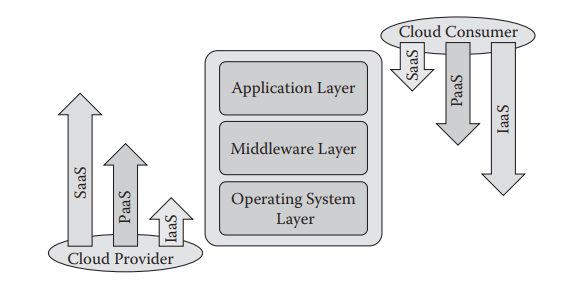 Cloud Consumer
SaaS
PaaS
IaaS
Application Layer
Middleware Layer
Operating System
Layer
SaaS
PaaS
IaaS
Cloud Provider